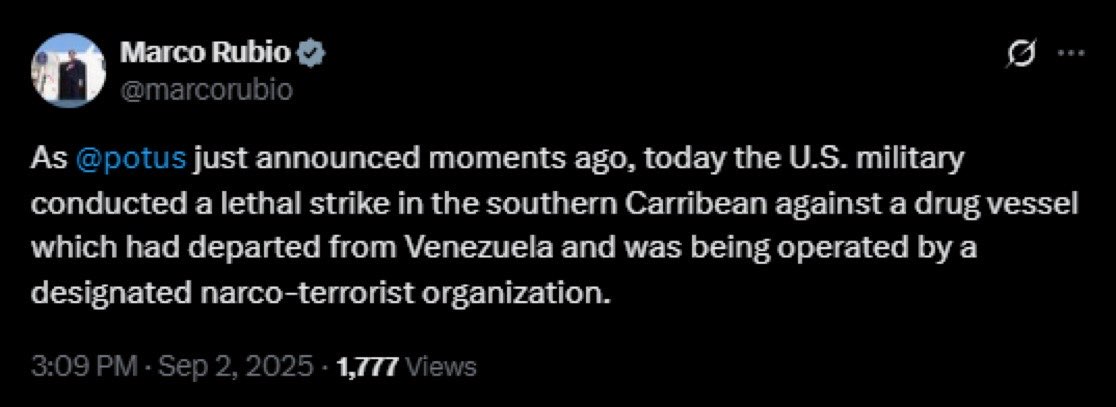 Marco Rubio
@marcorubio
As @potus just announced moments ago, today the U.S. military
conducted a lethal strike in the southern Carribean against a drug vessel
which had departed from Venezuela and was being operated by a
designated narco-terrorist organization.
3:09 PM · Sep 2, 2025 · 1,777 Views